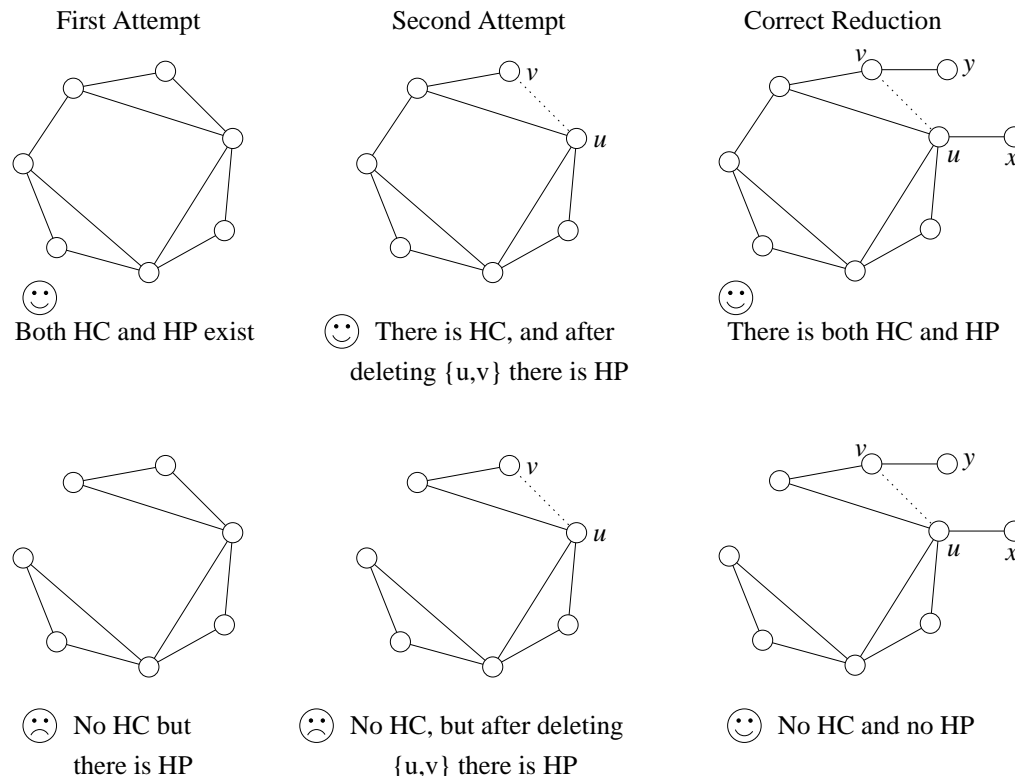 First Attempt
Second Attempt
Correct Reduction
v
u
v
y
u
x
Both HC and HP exist
There is HC, and after
deleting {u,v} there is HP
There is both HC and HP
v
u
v
y
u
x
No HC but
there is HP
No HC, but after deleting
{u,v} there is HP
No HC and no HP